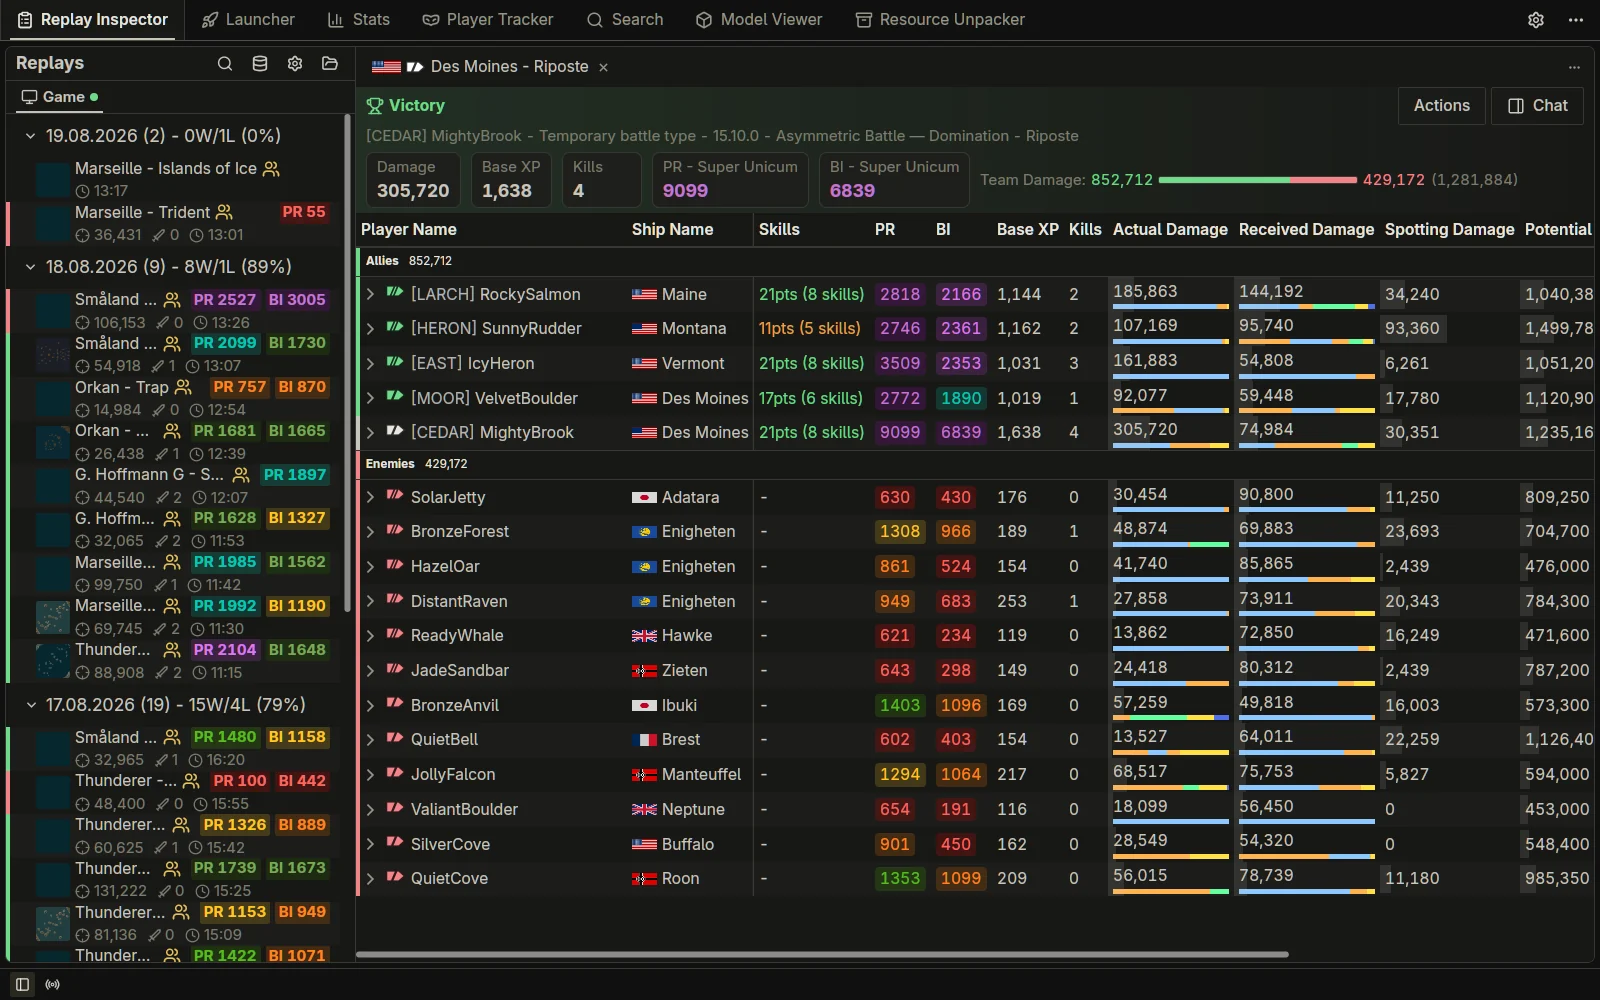 Replay Inspector Launcher Stats Player Tracker Search Model Viewer Resource Unpacker
Replays
Game
19.08.2026 (2) - 0W/1L (0%)
Marseille - Islands of Ice
13:17
Marseille - Trident PR 55
36,431 0 13:01
18.08.2026 (9) - 8W/1L (89%)
Småland ... PR 2527 BI 3005
106,153 0 13:26
Småland ... PR 2099 BI 1730
54,918 1 13:07
Orkan - Trap PR 757 BI 870
14,984 0 12:54
Orkan - ... PR 1681 BI 1665
26,438 1 12:39
G. Hoffmann G - S... PR 1897
44,540 2 12:07
G. Hoffm... PR 1628 BI 1327
32,065 2 11:53
Marseille... PR 1985 BI 1562
99,750 1 11:42
Marseille... PR 1992 BI 1190
69,745 2 11:30
Thunder... PR 2104 BI 1648
88,908 2 11:15
17.08.2026 (19) - 15W/4L (79%)
Småland ... PR 1480 BI 1158
32,965 1 16:20
Thunderer -... PR 100 BI 442
48,400 0 15:55
Thunderer... PR 1326 BI 889
60,625 1 15:42
Thunder... PR 1739 BI 1673
131,222 0 15:25
Thunderer... PR 1153 BI 949
81,136 0 15:09
Thunder... PR 1422 BI 1071
Des Moines - Riposte
Victory
Actions Chat
[CEDAR] MightyBrook - Temporary battle type - 15.10.0 - Asymmetric Battle — Domination - Riposte
Damage Base XP Kills PR - Super Unicum BI - Super Unicum
305,720 1,638 4 9099 6839
Team Damage: 852,712 429,172 (1,281,884)
Player Name Ship Name Skills PR BI Base XP Kills Actual Damage Received Damage Spotting Damage Potential
Allies 852,712
[LARCH] RockySalmon Maine 21pts (8 skills) 2818 2166 1,144 2 185,863 144,192 34,240 1,040,38
[HERON] SunnyRudder Montana 11pts (5 skills) 2746 2361 1,162 2 107,169 95,740 93,360 1,499,78
[EAST] IcyHeron Vermont 21pts (8 skills) 3509 2353 1,031 3 161,883 54,808 6,261 1,051,20
[MOOR] VelvetBoulder Des Moines 17pts (6 skills) 2772 1890 1,019 1 92,077 59,448 17,780 1,120,90
[CEDAR] MightyBrook Des Moines 21pts (8 skills) 9099 6839 1,638 4 305,720 74,984 30,351 1,235,16
Enemies 429,172
SolarJetty Adatara - 630 430 176 0 30,454 90,800 11,250 809,250
BronzeForest Enigheten - 1308 966 189 1 48,874 69,883 23,693 704,700
HazelOar Enigheten - 861 524 154 0 41,740 85,865 2,439 476,000
DistantRaven Enigheten - 949 683 253 1 27,858 73,911 20,343 784,300
ReadyWhale Hawke - 621 234 119 0 13,862 72,850 16,249 471,600
JadeSandbar Zieten - 643 298 149 0 24,418 80,312 2,439 787,200
BronzeAnvil Ibuki - 1403 1096 169 0 57,259 49,818 16,003 573,300
QuietBell Brest - 602 403 154 0 13,527 64,011 22,259 1,126,40
JollyFalcon Manteuffel - 1294 1064 217 0 68,517 75,753 5,827 594,000
ValiantBoulder Neptune - 654 191 116 0 18,099 56,450 0 453,000
SilverCove Buffalo - 901 450 162 0 28,549 54,320 0 548,400
QuietCove Roon - 1353 1099 209 0 56,015 78,739 11,180 985,350